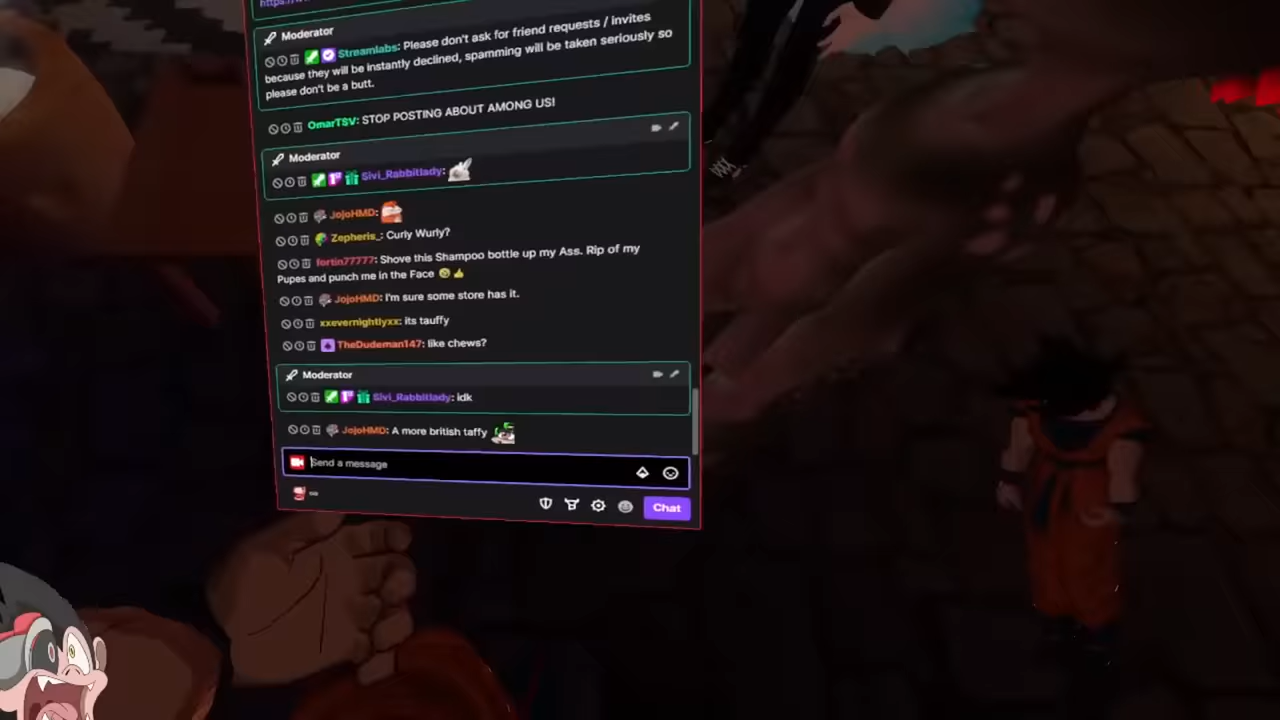 Moderator
Streamlabs: Please don't ask for friend requests / invites
because they will be instantly declined, spamming will be taken seriously so
please don't be a butt.
OmarTSV: STOP POSTING ABOUT AMONG US!
Moderator
Sivi_Rabbitlady:
JojoHMD:
Zepheris_: Curly Wurly?
fortin77777: Shove this Shampoo bottle up my Ass. Rip of my
Pupes and punch me in the Face
JojoHMD: I'm sure some store has it.
xxevernightlyxx: its tauffy
TheDudeman147: like chews?
Moderator
Sivi_Rabbitlady: idk
JojoHMD: A more british taffy
Send a message
Chat